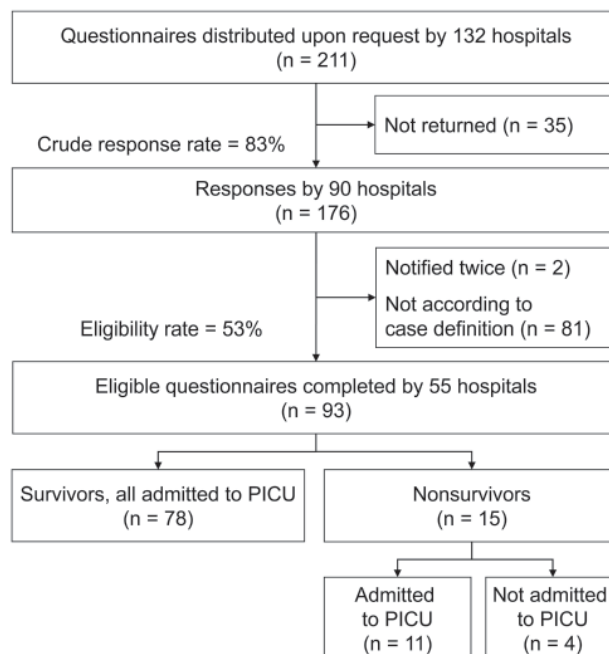 Questionnaires distributed upon request by 132 hospitals
(n = 211)
Not returned (n = 35)
Crude response rate = 83%
Responses by 90 hospitals
(n = 176)
Notified twice (n = 2)
Not according to
case definition (n = 81)
Eligibility rate = 53%
Eligible questionnaires completed by 55 hospitals
(n = 93)
Survivors, all admitted to PICU
(n = 78)
Nonsurvivors
(n = 15)
Admitted
to PICU
(n = 11)
Not admitted
to PICU
(n = 4)